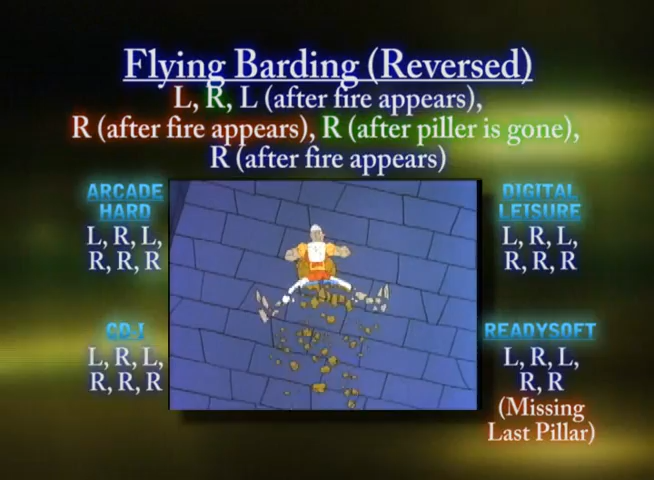 Flying Barding (Reversed)
L, R, L (after fire appears),
R (after fire appears), R (after piller is gone),
R (after fire appears)
ARCADE
HARD
L, R, L,
R, R, R
DIGITAL
LEISURE
L, R, L,
R, R, R
CD-I
L, R, L,
R, R, R
READYSOFT
L, R, L,
R, R
(Missing
Last Pillar)